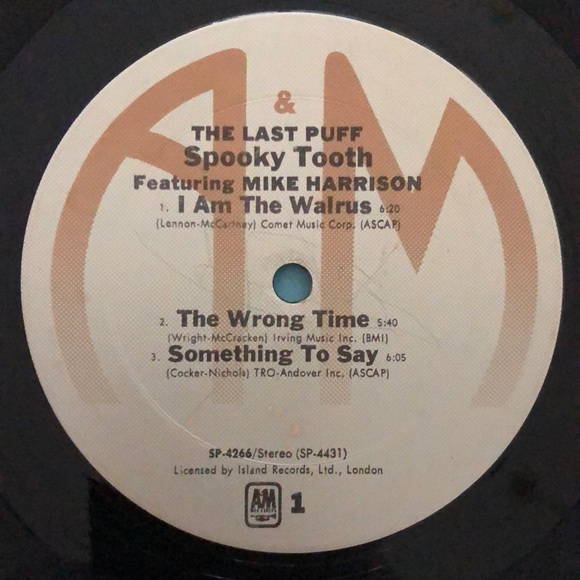 A&M
THE LAST PUFF
Spooky Tooth
Featuring MIKE HARRISON
1. I Am The Walrus 6:20
(Lennon-McCartney) Comet Music Corp. (ASCAP)
2. The Wrong Time 5:40
(Wright-McCracken) Irving Music Inc. (BMI)
3. Something To Say 6:05
(Cocker-Nichols) TRO-Andover Inc. (ASCAP)
SP-4266/Stereo (SP-4431)
Licensed by Island Records, Ltd., London
A&M RECORDS 1